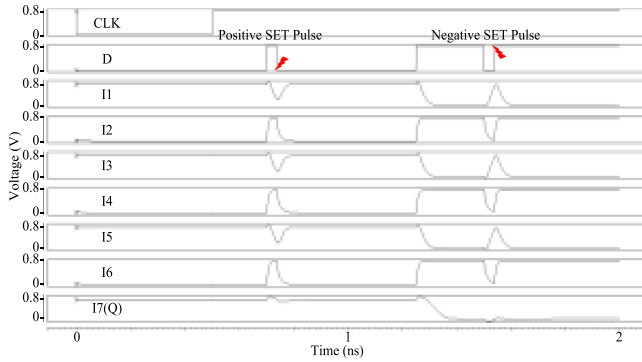 CLK
Positive SET Pulse
Negative SET Pulse
0.8
0
D
0.8
0
I1
0.8
0
I2
0.8
0
I3
0.8
0
I4
0.8
0
I5
0.8
0
I6
0.8
0
I7(Q)
0.8
0
Voltage (V)
0 1 2
Time (ns)